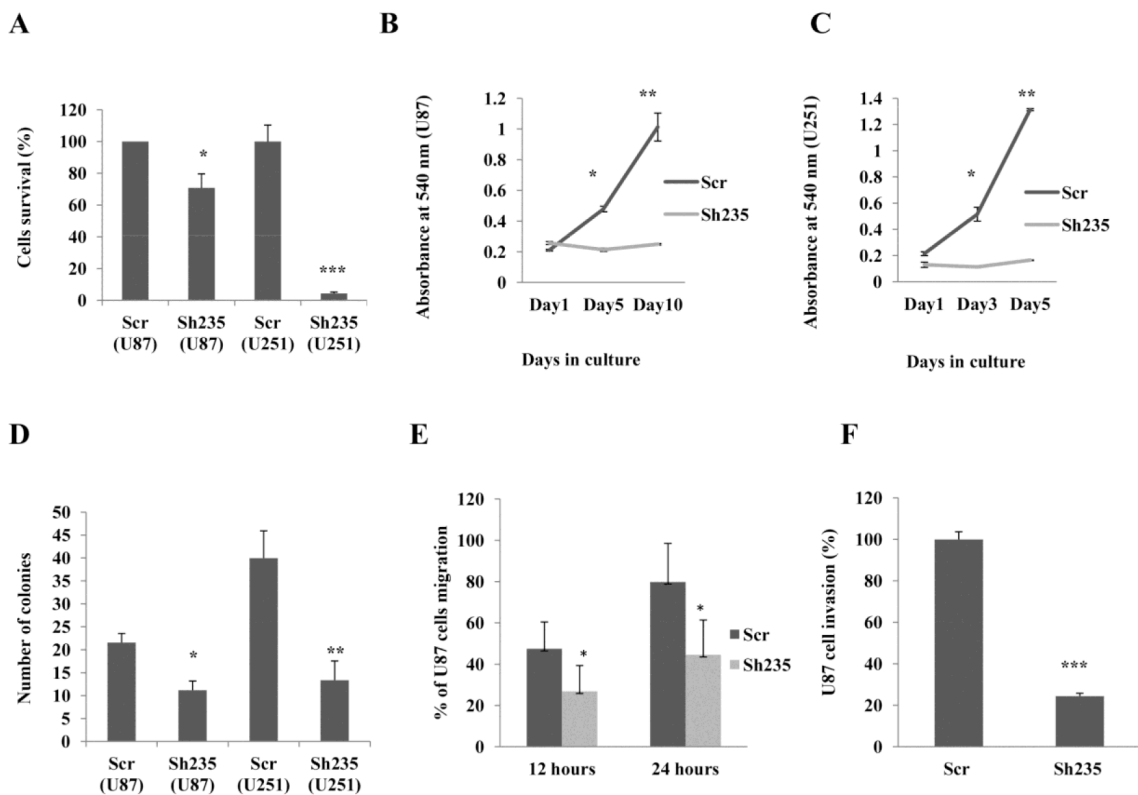 A
Cells survival (%)
120
100
80
60
40
20
0
*
***
Scr Sh235 Scr Sh235
(U87) (U87) (U251) (U251)
B
Absorbance at 540 nm (U87)
1.2
1
0.8
0.6
0.4
0.2
0
*
**
Scr
Sh235
Day1 Day5 Day10
Days in culture
C
Absorbance at 540 nm (U251)
1.4
1.2
1
0.8
0.6
0.4
0.2
0
*
**
Scr
Sh235
Day1 Day3 Day5
Days in culture
D
Number of colonies
50
45
40
35
30
25
20
15
10
5
0
*
**
Scr Sh235 Scr Sh235
(U87) (U87) (U251) (U251)
E
% of U87 cells migration
120
100
80
60
40
20
0
*
*
Scr
Sh235
12 hours 24 hours
F
U87 cell invasion (%)
120
100
80
60
40
20
0
***
Scr Sh235